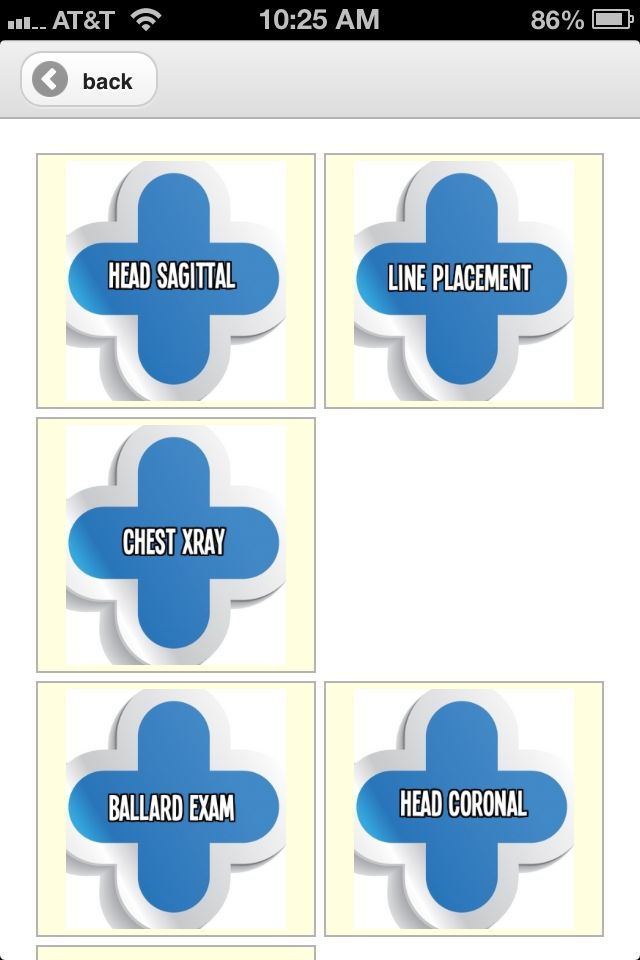 AT&T 10:25 AM 86%
back
HEAD SAGITTAL
LINE PLACEMENT
CHEST XRAY
BALLARD EXAM
HEAD CORONAL